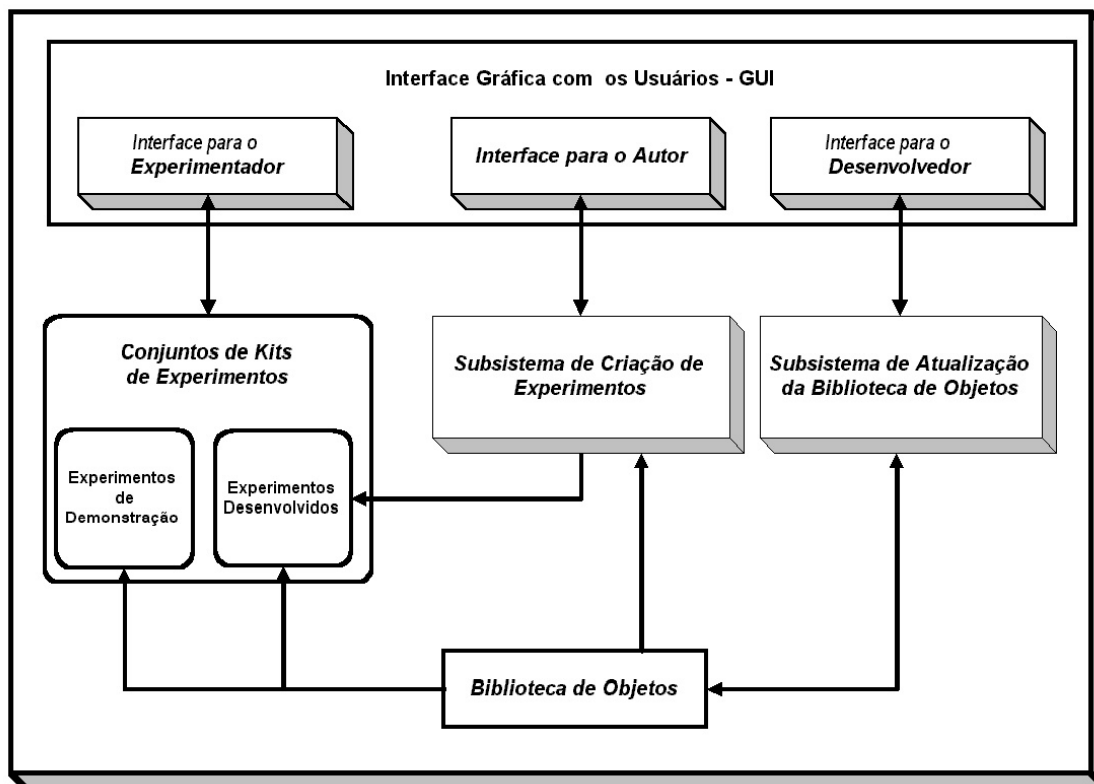 Interface Gráfica com os Usuários - GUI
Interface para o
Experimentador
Interface para o Autor
Interface para o
Desenvolvedor
Conjuntos de Kits
de Experimentos
Experimentos
de
Demonstração
Experimentos
Desenvolvidos
Subsistema de Criação de
Experimentos
Subsistema de Atualização
da Biblioteca de Objetos
Biblioteca de Objetos